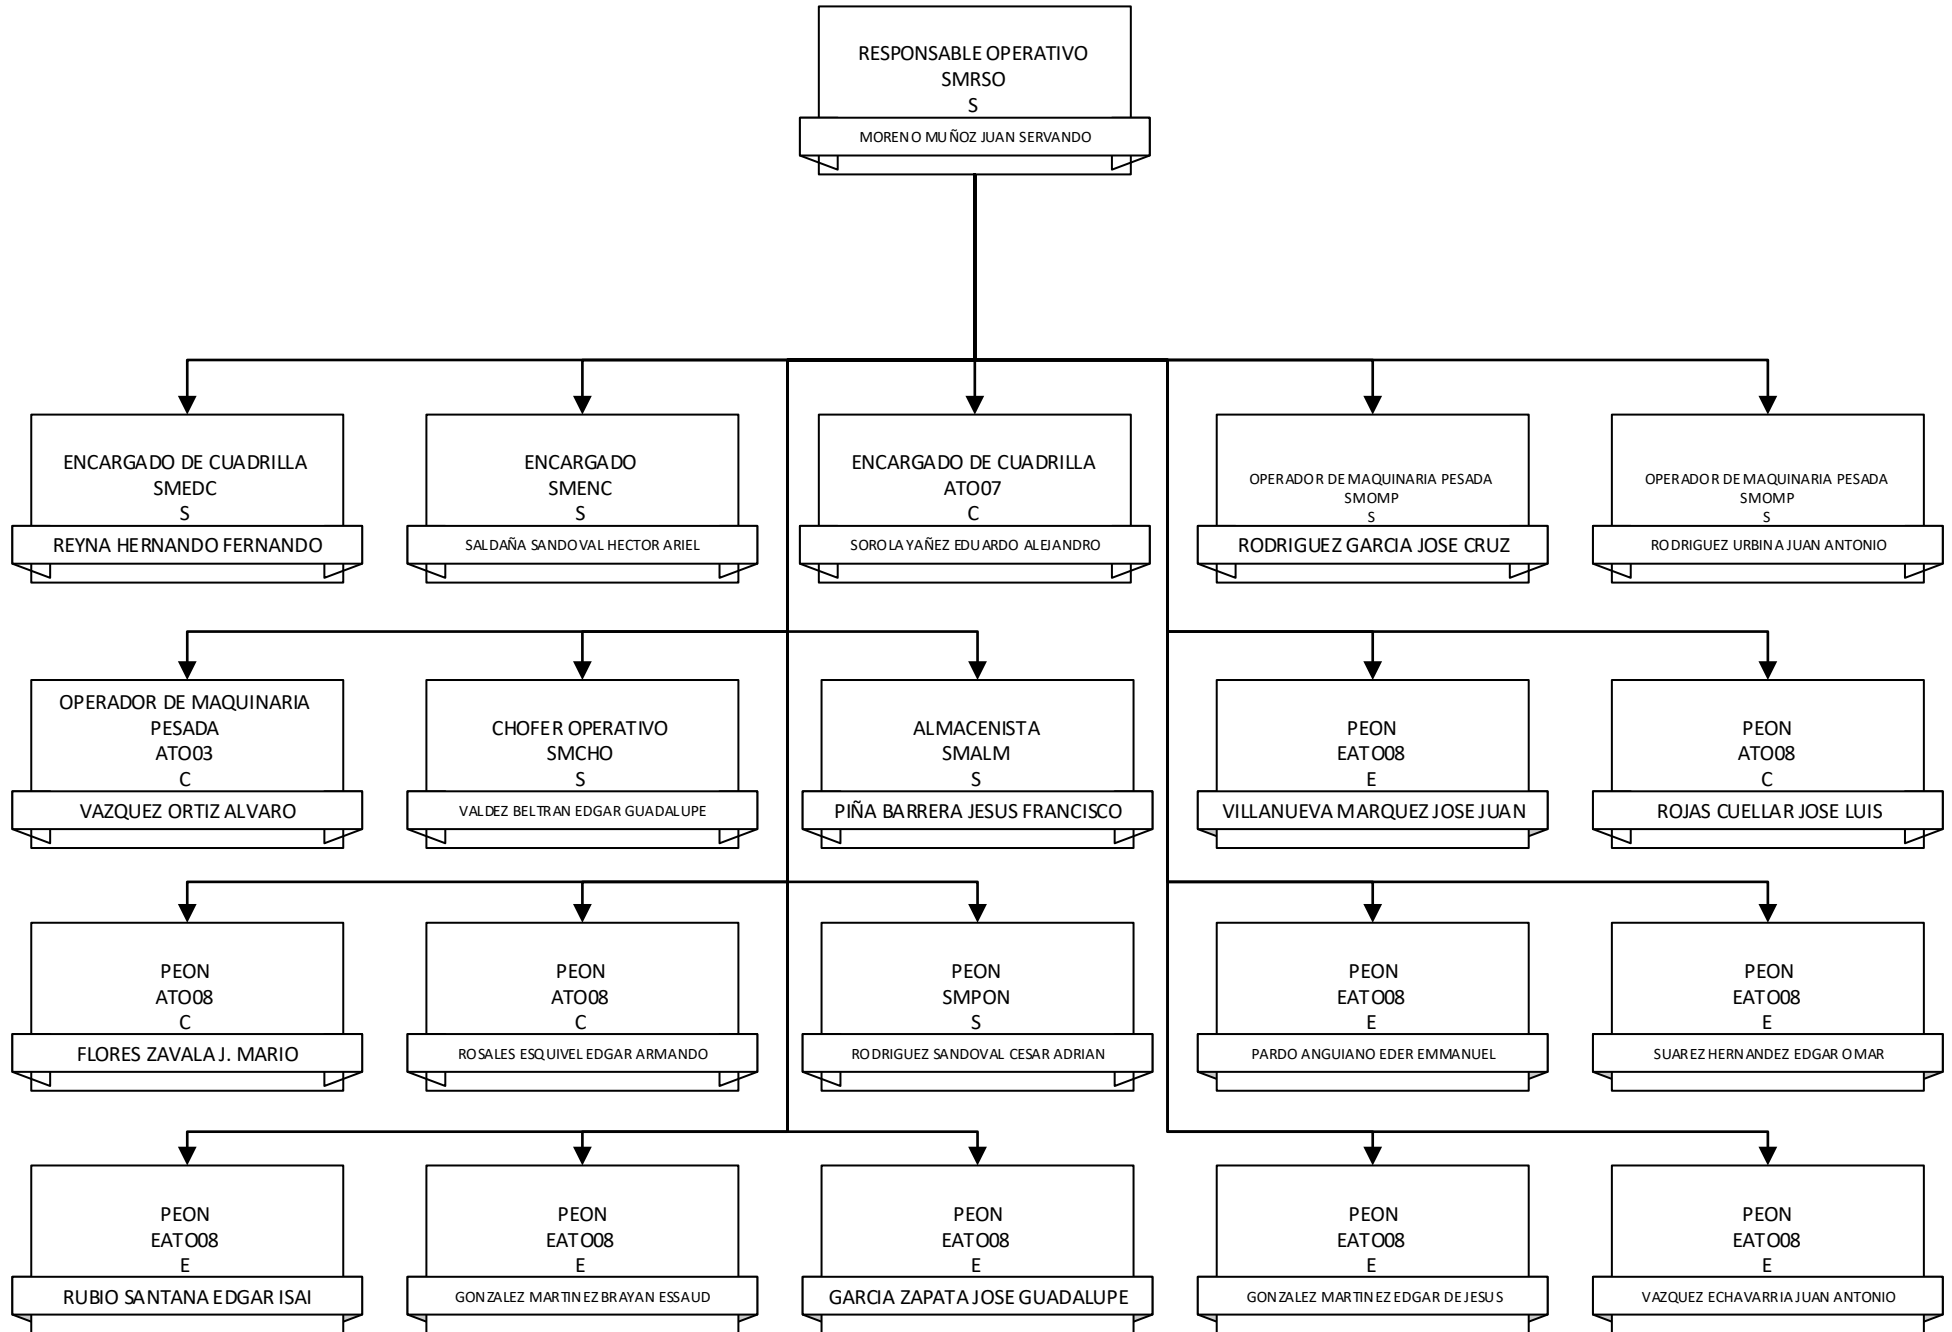 RESPONSABLE OPERATIVO
SMRSO
S
MORENO MUÑOZ JUAN SERVANDO
ENCARGADO DE CUADRILLA
SMEDC
S
REYNA HERNANDO FERNANDO
ENCARGADO
SMENC
S
SALDAÑA SANDOVAL HECTOR ARIEL
ENCARGADO DE CUADRILLA
ATO07
C
SOROLA YAÑEZ EDUARDO ALEJANDRO
OPERADOR DE MAQUINARIA PESADA
SMOMP
S
RODRIGUEZ GARCIA JOSE CRUZ
OPERADOR DE MAQUINARIA PESADA
SMOMP
S
RODRIGUEZ URBINA JUAN ANTONIO
OPERADOR DE MAQUINARIA
PESADA
ATO03
C
VAZQUEZ ORTIZ ALVARO
CHOFER OPERATIVO
SMCHO
S
VALDEZ BELTRAN EDGAR GUADALUPE
ALMACENISTA
SMALM
S
PIÑA BARRERA JESUS FRANCISCO
PEON
EATO08
E
VILLANUEVA MARQUEZ JOSE JUAN
PEON
ATO08
C
ROJAS CUELLAR JOSE LUIS
PEON
ATO08
C
FLORES ZAVALA J. MARIO
PEON
ATO08
C
ROSALES ESQUIVEL EDGAR ARMANDO
PEON
SMPON
S
RODRIGUEZ SANDOVAL CESAR ADRIAN
PEON
EATO08
E
PARDO ANGUIANO EDER EMMANUEL
PEON
EATO08
E
SUAREZ HERNANDEZ EDGAR OMAR
PEON
EATO08
E
RUBIO SANTANA EDGAR ISAI
PEON
EATO08
E
GONZALEZ MARTINEZ BRAYAN ESSAUD
PEON
EATO08
E
GARCIA ZAPATA JOSE GUADALUPE
PEON
EATO08
E
GONZALEZ MARTINEZ EDGAR DE JESUS
PEON
EATO08
E
VAZQUEZ ECHAVARRIA JUAN ANTONIO